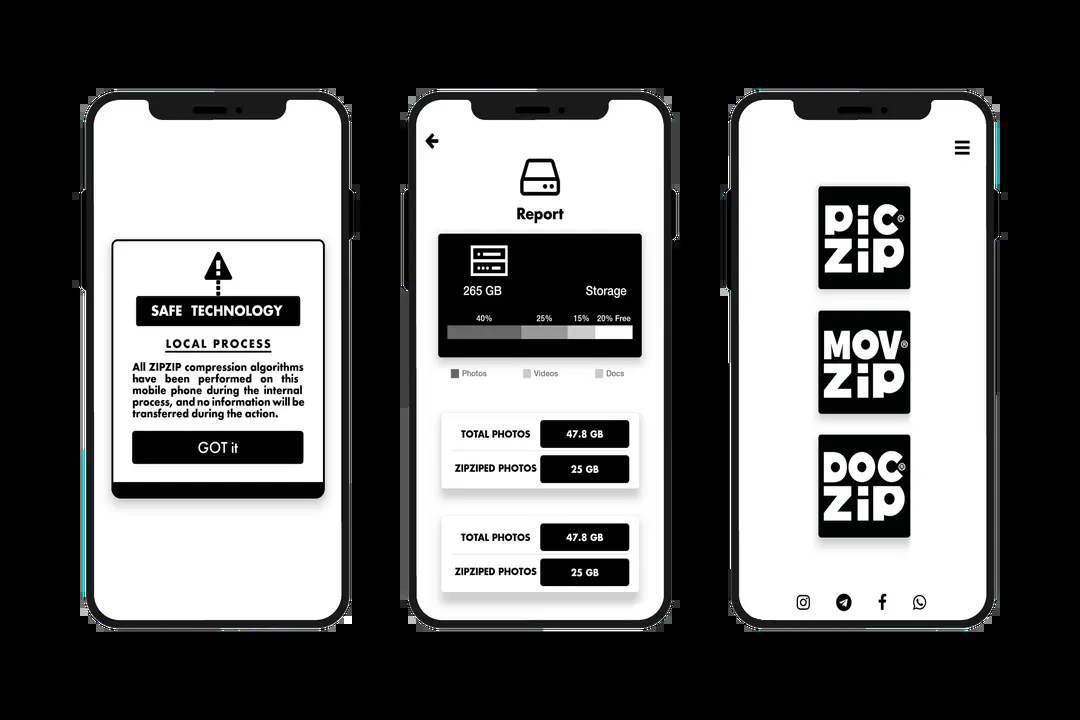 SAFE TECHNOLOGY
LOCAL PROCESS
All ZIPZIP compression algorithms
have been performed on this
mobile phone during the internal
process, and no information will be
transferred during the action.
GOT it
Report
265 GB
Storage
40% 25% 15% 20% Free
Photos Videos Docs
TOTAL PHOTOS 47.8 GB
ZIPZIPED PHOTOS 25 GB
TOTAL PHOTOS 47.8 GB
ZIPZIPED PHOTOS 25 GB
PiC®
ZiP
MOV®
ZiP
DOC®
ZiP